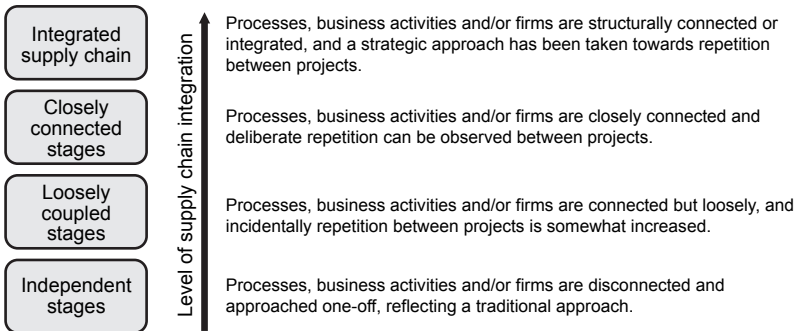 Integrated
supply chain
Processes, business activities and/or firms are structurally connected or
integrated, and a strategic approach has been taken towards repetition
between projects.
Closely
connected
stages
Processes, business activities and/or firms are closely connected and
deliberate repetition can be observed between projects.
Loosely
coupled
stages
Processes, business activities and/or firms are connected but loosely, and
incidentally repetition between projects is somewhat increased.
Independent
stages
Processes, business activities and/or firms are disconnected and
approached one-off, reflecting a traditional approach.
Level of supply chain integration